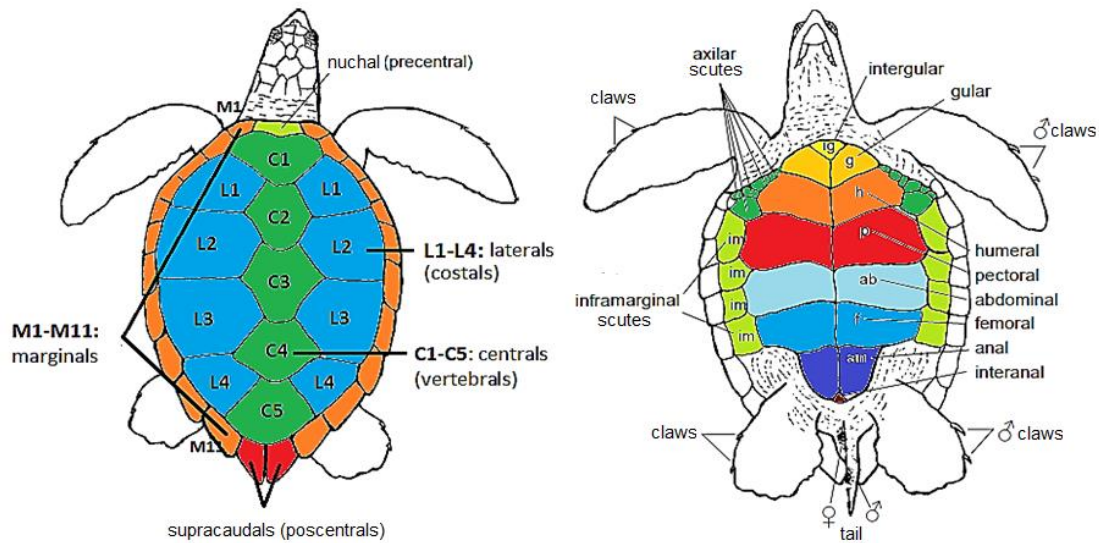 nuchal (precentral)
M1
C1
L1
L1
C2
L2
L2
L1-L4: laterals
(costals)
C3
M1-M11:
marginals
L3
L3
C4
C1-C5: centrals
(vertebrals)
L4
L4
C5
M11
supracaudals (poscentrals)
axilar
scutes
intergular
gular
claws
♂ claws
ig
g
h
im
p
humeral
pectoral
im
ab
abdominal
inframarginal
scutes
im
f
femoral
im
an
anal
interanal
claws
♂ claws
♀
♂
tail